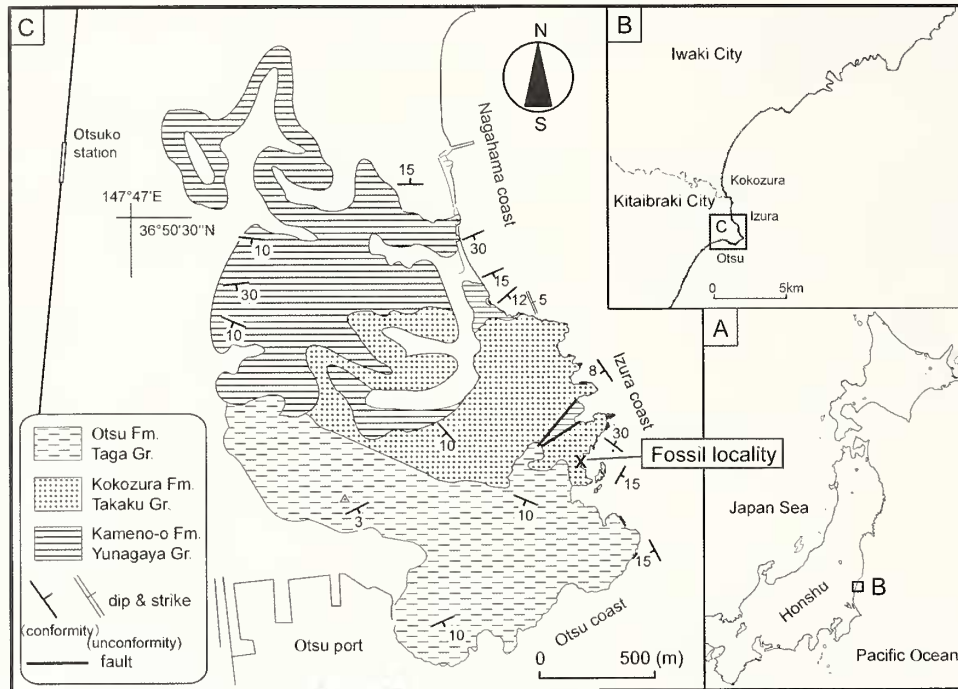 C
N
S
Otsuko
station
147°47'E
36°50'30"N
Nagahama coast
15
30
15
12
5
10
30
10
8
Izura coast
30
Fossil locality
15
10
10
3
15
10
Otsu coast
Otsu port
0 500 (m)
Otsu Fm.
Taga Gr.
Kokozura Fm.
Takaku Gr.
Kameno-o Fm.
Yunagaya Gr.
dip & strike
(conformity)
(unconformity)
fault
B
Iwaki City
Kokozura
Kitaibraki City
Izura
C
Otsu
0 5km
A
Japan Sea
Honshu
B
Pacific Ocean